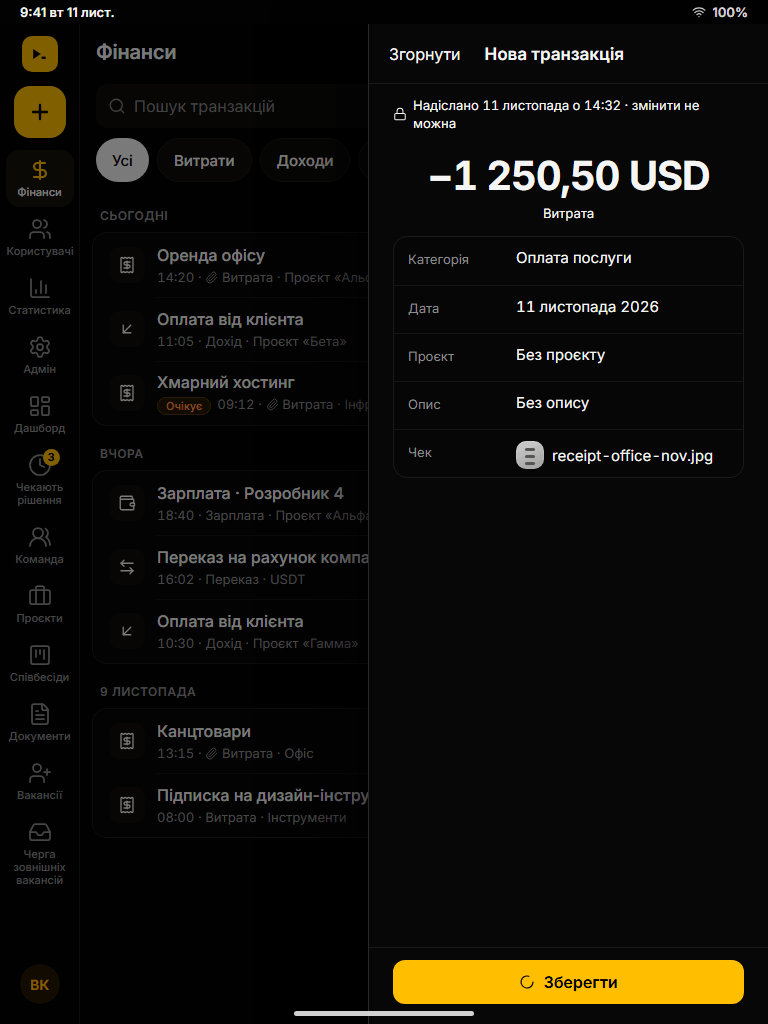 9:41 вт 11 лист.
100%
Фінанси
Користувачі
Статистика
Адмін
Дашборд
3
Чекають
рішення
Команда
Проєкти
Співбесіди
Документи
Вакансії
Черга
зовнішніх
вакансій
ВК
Фінанси
Пошук транзакцій
Усі
Витрати
Доходи
СЬОГОДНІ
Оренда офісу
14:20 · Витрата · Проєкт «Аль
Оплата від клієнта
11:05 · Дохід · Проєкт «Бета»
Хмарний хостинг
Очікує 09:12 · Витрата · Інф
ВЧОРА
Зарплата · Розробник 4
18:40 · Зарплата · Проєкт «Альфа
Переказ на рахунок компа
16:02 · Переказ · USDT
Оплата від клієнта
10:30 · Дохід · Проєкт «Гамма»
9 ЛИСТОПАДА
Канцтовари
13:15 · Витрата · Офіс
Підписка на дизайн-інстру
08:00 · Витрата · Інструменти
Згорнути
Нова транзакція
Надіслано 11 листопада о 14:32 · змінити не
можна
−1 250,50 USD
Витрата
Категорія Оплата послуги
Дата 11 листопада 2026
Проєкт Без проєкту
Опис Без опису
Чек receipt-office-nov.jpg
Зберегти